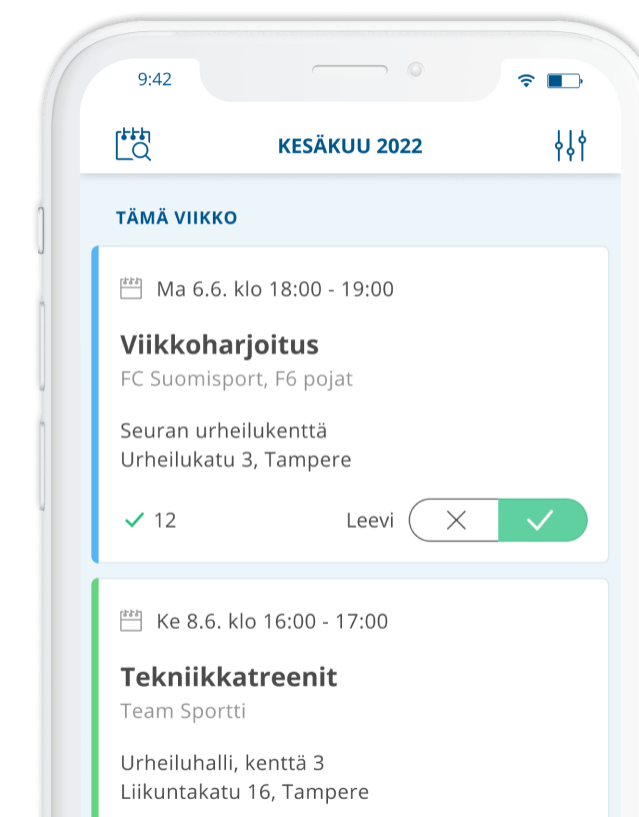 9:42
KESÄKUU 2022
TÄMÄ VIIKKO
Ma 6.6. klo 18:00 - 19:00
Viikkoharjoitus
FC Suomisport, F6 pojat
Seuran urheilukenttä
Urheilukatu 3, Tampere
12
Leevi
Ke 8.6. klo 16:00 - 17:00
Tekniikkatreenit
Team Sportti
Urheiluhalli, kenttä 3
Liikuntakatu 16, Tampere